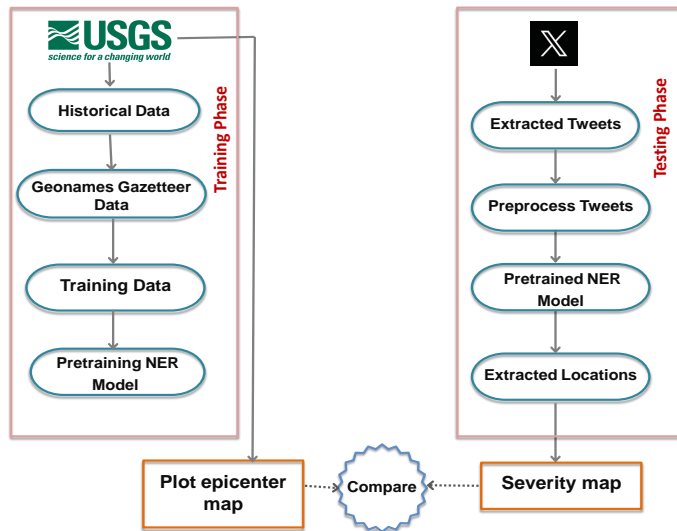 USGS
science for a changing world
Historical Data
Geonames Gazetteer
Data
Training Data
Pretraining NER
Model
Training Phase
X
Extracted Tweets
Preprocess Tweets
Pretrained NER
Model
Extracted Locations
Testing Phase
Plot epicenter
map
Compare
Severity map